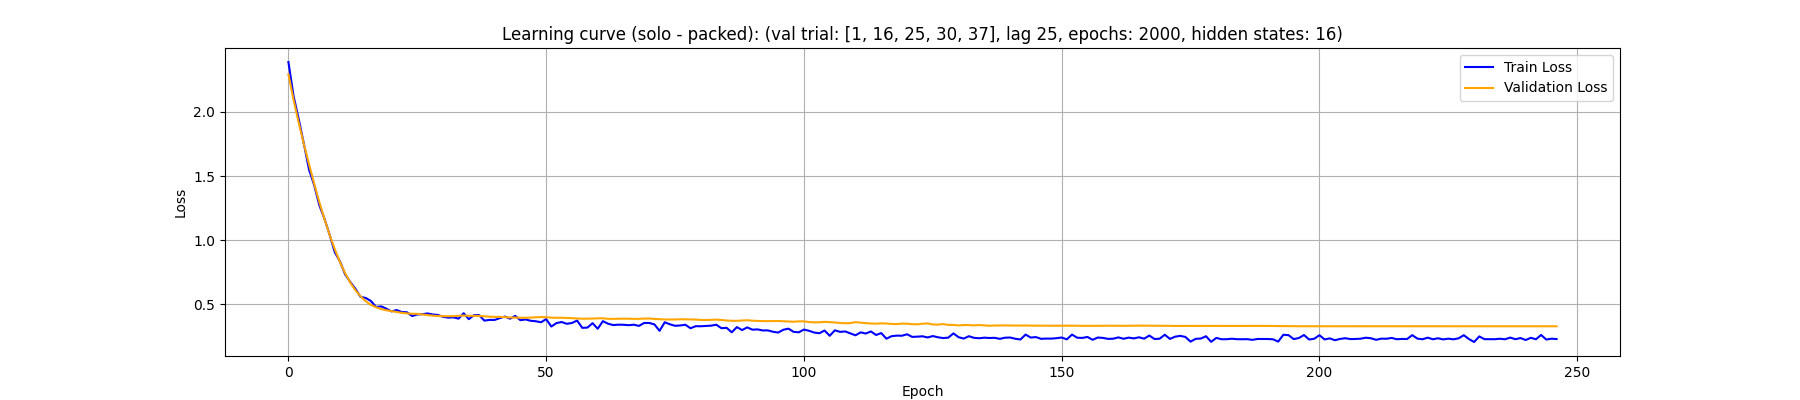 Learning curve (solo - packed): (val trial: [1, 16, 25, 30, 37], lag 25, epochs: 2000, hidden states: 16)
Train Loss
Validation Loss
Loss
2.0
1.5
1.0
0.5
0 50 100 150 200 250
Epoch